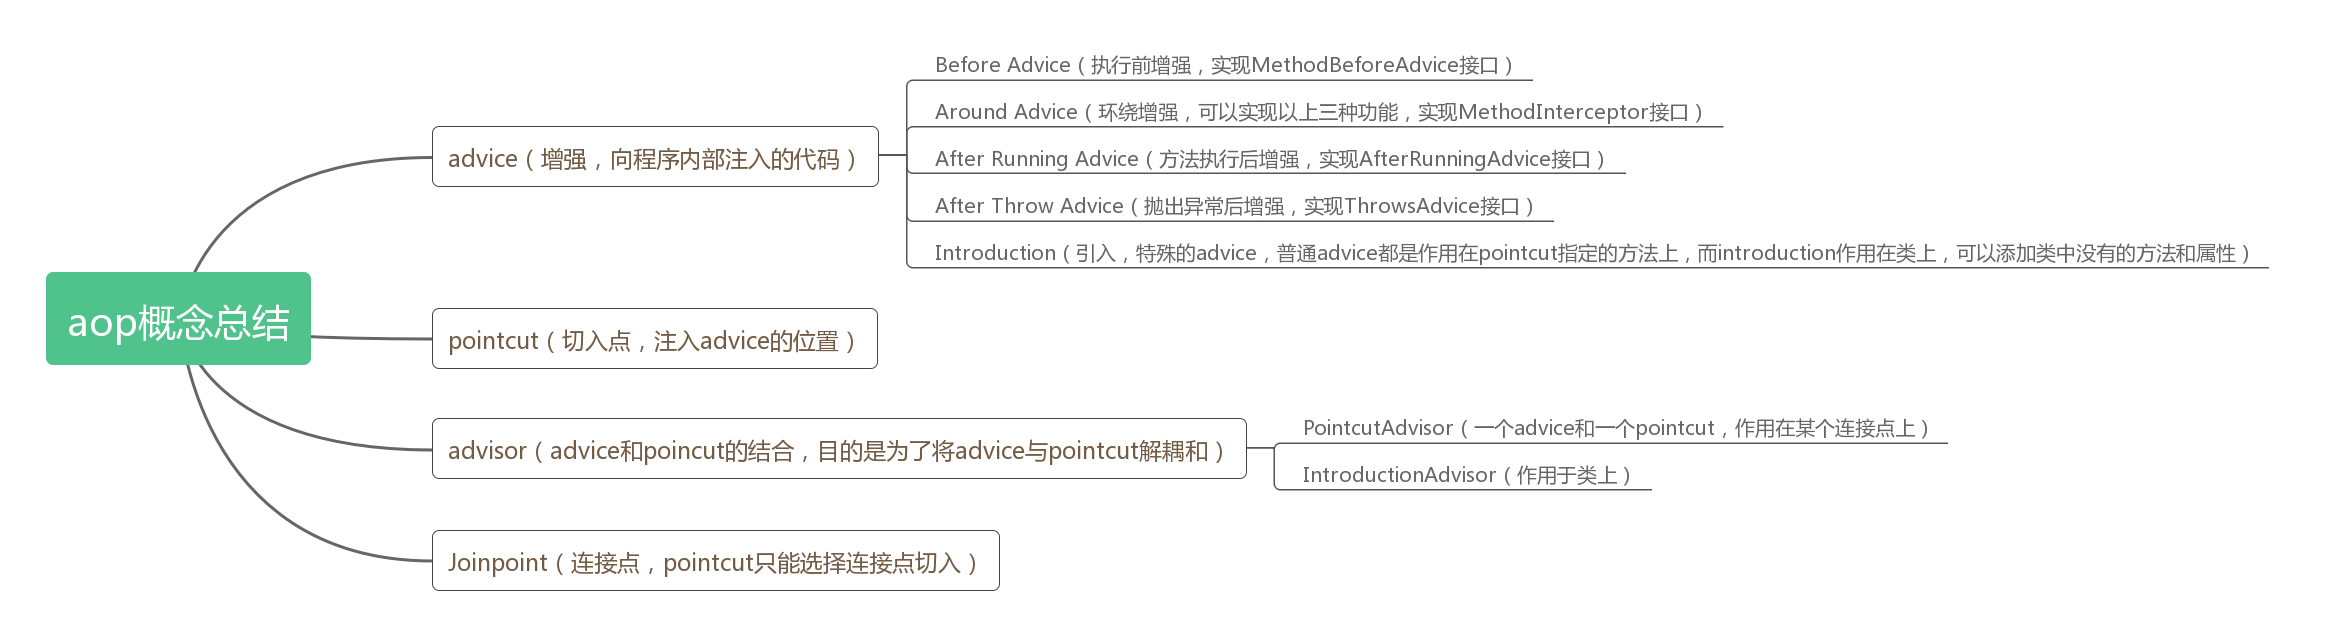 aop概念总结
advice（增强，向程序内部注入的代码）
Before Advice（执行前增强，实现MethodBeforeAdvice接口）
Around Advice（环绕增强，可以实现以上三种功能，实现MethodInterceptor接口）
After Running Advice（方法执行后增强，实现AfterRunningAdvice接口）
After Throw Advice（抛出异常后增强，实现ThrowsAdvice接口）
Introduction（引入，特殊的advice，普通advice都是作用在pointcut指定的方法上，而introduction作用在类上，可以添加类中没有的方法和属性）
pointcut（切入点，注入advice的位置）
advisor（advice和poincut的结合，目的是为了将advice与pointcut解耦和）
PointcutAdvisor（一个advice和一个pointcut，作用在某个连接点上）
IntroductionAdvisor（作用于类上）
Joinpoint（连接点，pointcut只能选择连接点切入）